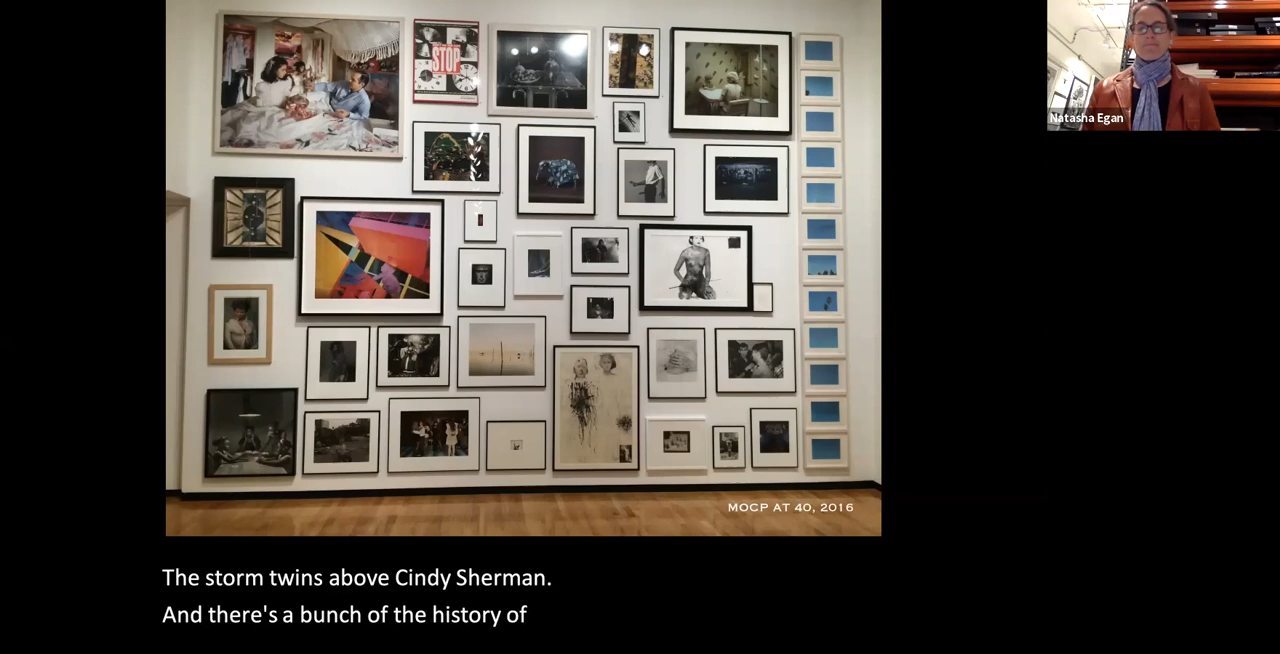 STOP
Natasha Egan
MOCP AT 40, 2016
The storm twins above Cindy Sherman.
And there's a bunch of the history of